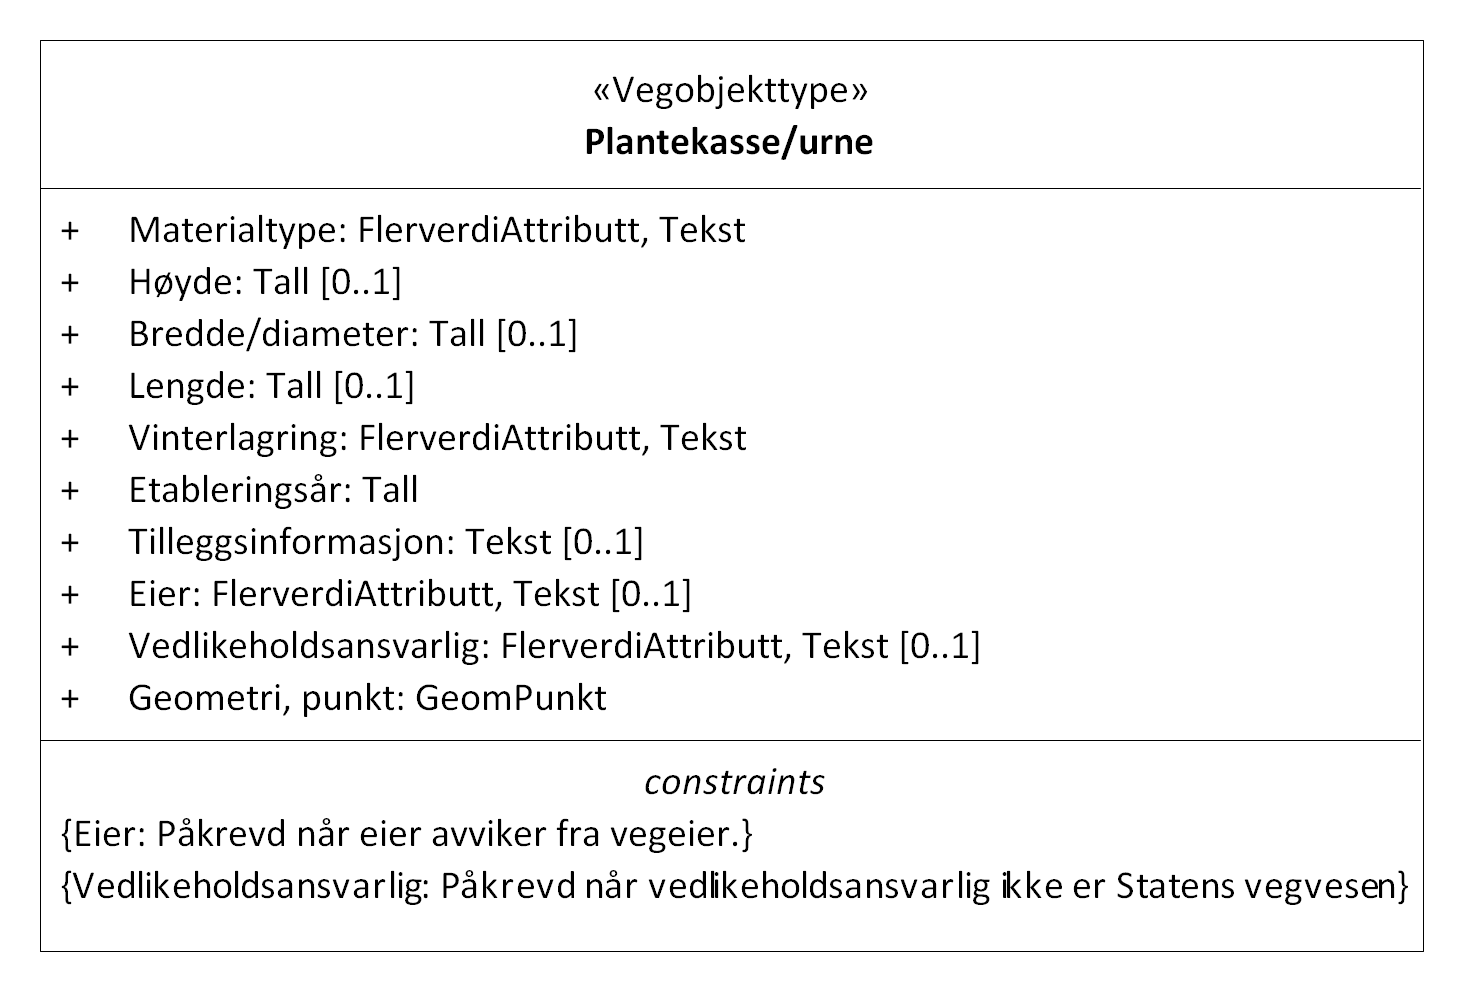 «Vegobjekttype»
Plantekasse/urne
+ Materialtype: FlerverdiAttributt, Tekst
+ Høyde: Tall [0..1]
+ Bredde/diameter: Tall [0..1]
+ Lengde: Tall [0..1]
+ Vinterlagring: FlerverdiAttributt, Tekst
+ Etableringsår: Tall
+ Tilleggsinformasjon: Tekst [0..1]
+ Eier: FlerverdiAttributt, Tekst [0..1]
+ Vedlikeholdsansvarlig: FlerverdiAttributt, Tekst [0..1]
+ Geometri, punkt: GeomPunkt
constraints
{Eier: Påkrevd når eier avviker fra vegeier.}
{Vedlikeholdsansvarlig: Påkrevd når vedlikeholdsansvarlig ikke er Statens vegvesen}